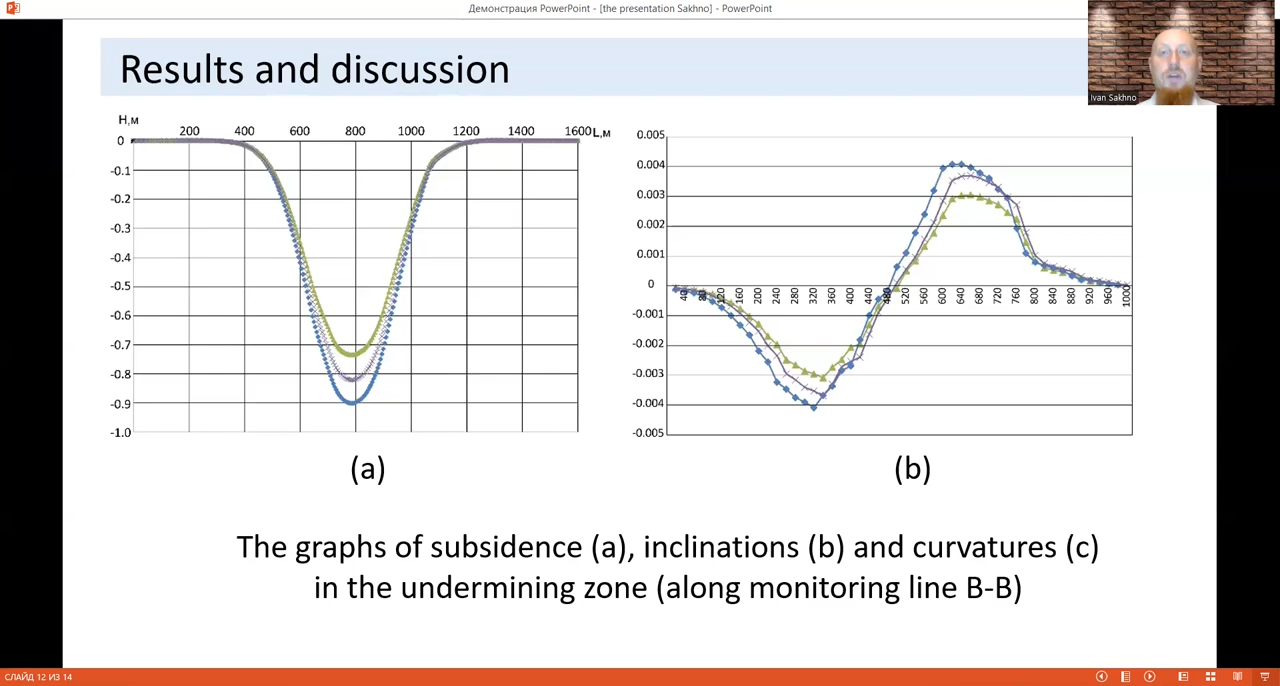 Демонстрация PowerPoint - [the presentation Sakhno] - PowerPoint
Ivan Sakhno
Results and discussion
H,м
200 400 600 800 1000 1200 1400 1600 L,м
0
-0.1
-0.2
-0.3
-0.4
-0.5
-0.6
-0.7
-0.8
-0.9
-1.0
(a)
0.005
0.004
0.003
0.002
0.001
0
-0.001
-0.002
-0.003
-0.004
-0.005
40 80 120 160 200 240 280 320 360 400 440 480 520 560 600 640 680 720 760 800 840 880 920 960 1000
(b)
The graphs of subsidence (a), inclinations (b) and curvatures (c)
in the undermining zone (along monitoring line B-B)
СЛАЙД 12 ИЗ 14